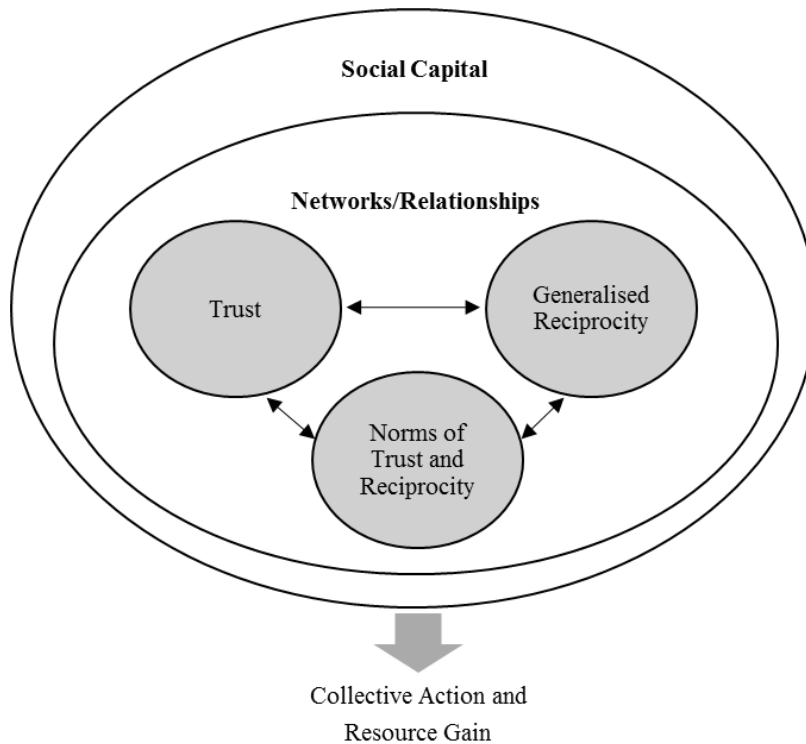 Social Capital
Networks/Relationships
Trust
Generalised
Reciprocity
Norms of
Trust and
Reciprocity
Collective Action and
Resource Gain